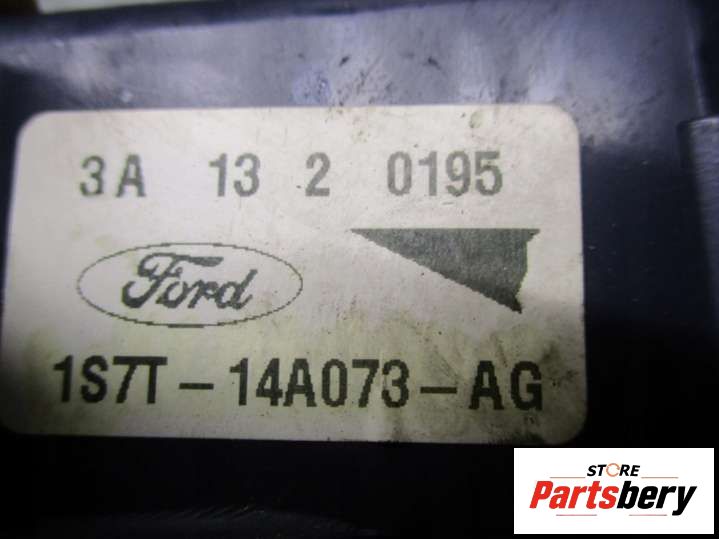 3A 13 2 0195
Ford
1S7T-14A073-AG
STORE
Partsbery